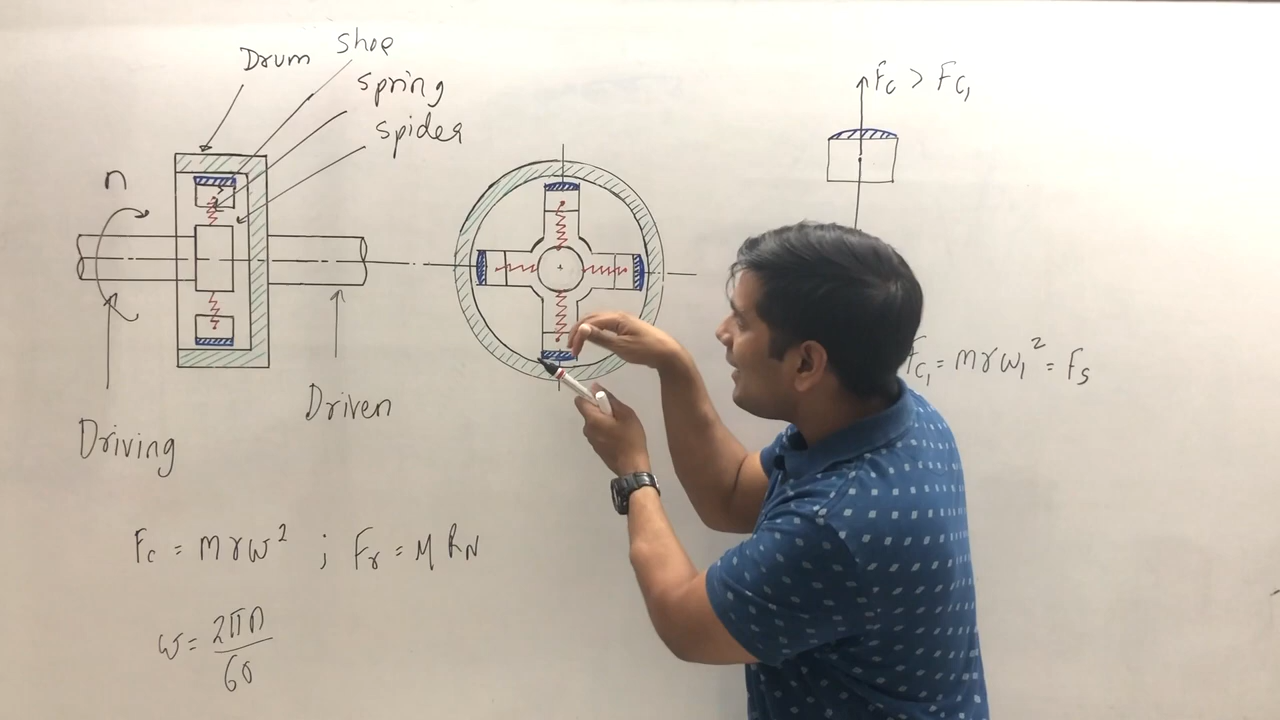 Drum
Shoe
Spring
Spider
n
Driving
Driven
Fc > Fc₁
Fc₁ = mrω₁² = Fs
Fc = mrω² ; Fr = μ RN
ω = 2πn/60